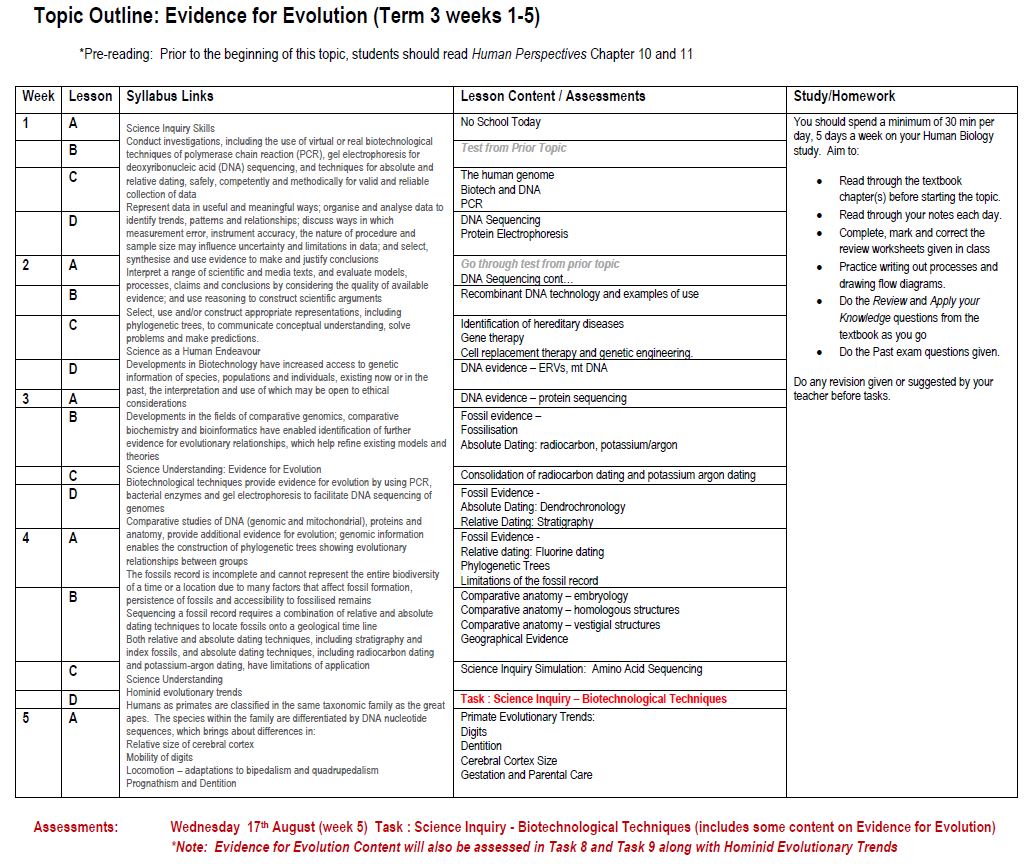 Topic Outline: Evidence for Evolution (Term 3 weeks 1-5)
*Pre-reading: Prior to the beginning of this topic, students should read Human Perspectives Chapter 10 and 11
Week Lesson Syllabus Links Lesson Content / Assessments Study/Homework
1 A
B
C
D
2 A
B
C
D
3 A
B
C
D
4 A
B
C
D
5 A
Science Inquiry Skills
Conduct investigations, including the use of virtual or real biotechnological
techniques of polymerase chain reaction (PCR), gel electrophoresis for
deoxyribonucleic acid (DNA) sequencing, and techniques for absolute and
relative dating, safely, competently and methodically for valid and reliable
collection of data
Represent data in useful and meaningful ways; organise and analyse data to
identify trends, patterns and relationships; discuss ways in which
measurement error, instrument accuracy, the nature of procedure and
sample size may influence uncertainty and limitations in data; and select,
synthesise and use evidence to make and justify conclusions
Interpret a range of scientific and media texts, and evaluate models,
processes, claims and conclusions by considering the quality of available
evidence; and use reasoning to construct scientific arguments
Select, use and/or construct appropriate representations, including
phylogenetic trees, to communicate conceptual understanding, solve
problems and make predictions.
Science as a Human Endeavour
Developments in Biotechnology have increased access to genetic
information of species, populations and individuals, existing now or in the
past, the interpretation and use of which may be open to ethical
considerations
Developments in the fields of comparative genomics, comparative
biochemistry and bioinformatics have enabled identification of further
evidence for evolutionary relationships, which help refine existing models and
theories
Science Understanding: Evidence for Evolution
Biotechnological techniques provide evidence for evolution by using PCR,
bacterial enzymes and gel electrophoresis to facilitate DNA sequencing of
genomes
Comparative studies of DNA (genomic and mitochondrial), proteins and
anatomy, provide additional evidence for evolution; genomic information
enables the construction of phylogenetic trees showing evolutionary
relationships between groups
The fossils record is incomplete and cannot represent the entire biodiversity
of a time or a location due to many factors that affect fossil formation,
persistence of fossils and accessibility to fossilised remains
Sequencing a fossil record requires a combination of relative and absolute
dating techniques to locate fossils onto a geological time line
Both relative and absolute dating techniques, including stratigraphy and
index fossils, and absolute dating techniques, including radiocarbon dating
and potassium-argon dating, have limitations of application
Science Understanding
Hominid evolutionary trends
Humans as primates are classified in the same taxonomic family as the great
apes. The species within the family are differentiated by DNA nucleotide
sequences, which brings about differences in:
Relative size of cerebral cortex
Mobility of digits
Locomotion – adaptations to bipedalism and quadrupedalism
Prognathism and Dentition
No School Today
Test from Prior Topic
The human genome
Biotech and DNA
PCR
DNA Sequencing
Protein Electrophoresis
Go through test from prior topic
DNA Sequencing cont…
Recombinant DNA technology and examples of use
Identification of hereditary diseases
Gene therapy
Cell replacement therapy and genetic engineering.
DNA evidence – ERVs, mt DNA
DNA evidence – protein sequencing
Fossil evidence –
Fossilisation
Absolute Dating: radiocarbon, potassium/argon
Consolidation of radiocarbon dating and potassium argon dating
Fossil Evidence -
Absolute Dating: Dendrochronology
Relative Dating: Stratigraphy
Fossil Evidence -
Relative dating: Fluorine dating
Phylogenetic Trees
Limitations of the fossil record
Comparative anatomy – embryology
Comparative anatomy – homologous structures
Comparative anatomy – vestigial structures
Geographical Evidence
Science Inquiry Simulation: Amino Acid Sequencing
Task : Science Inquiry – Biotechnological Techniques
Primate Evolutionary Trends:
Digits
Dentition
Cerebral Cortex Size
Gestation and Parental Care
You should spend a minimum of 30 min per
day, 5 days a week on your Human Biology
study. Aim to:
• Read through the textbook
chapter(s) before starting the topic.
• Read through your notes each day.
• Complete, mark and correct the
review worksheets given in class
• Practice writing out processes and
drawing flow diagrams.
• Do the Review and Apply your
Knowledge questions from the
textbook as you go
• Do the Past exam questions given.
Do any revision given or suggested by your
teacher before tasks.
Assessments: Wednesday 17th August (week 5) Task : Science Inquiry - Biotechnological Techniques (includes some content on Evidence for Evolution)
*Note: Evidence for Evolution Content will also be assessed in Task 8 and Task 9 along with Hominid Evolutionary Trends